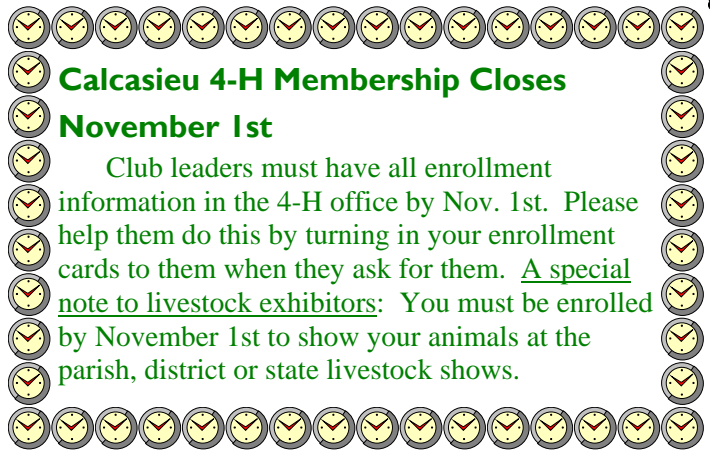 Calcasieu 4-H Membership Closes
November 1st
Club leaders must have all enrollment
information in the 4-H office by Nov. 1st.  Please
help them do this by turning in your enrollment
cards to them when they ask for them.  A special
note to livestock exhibitors:  You must be enrolled
by November 1st to show your animals at the
parish, district or state livestock shows.